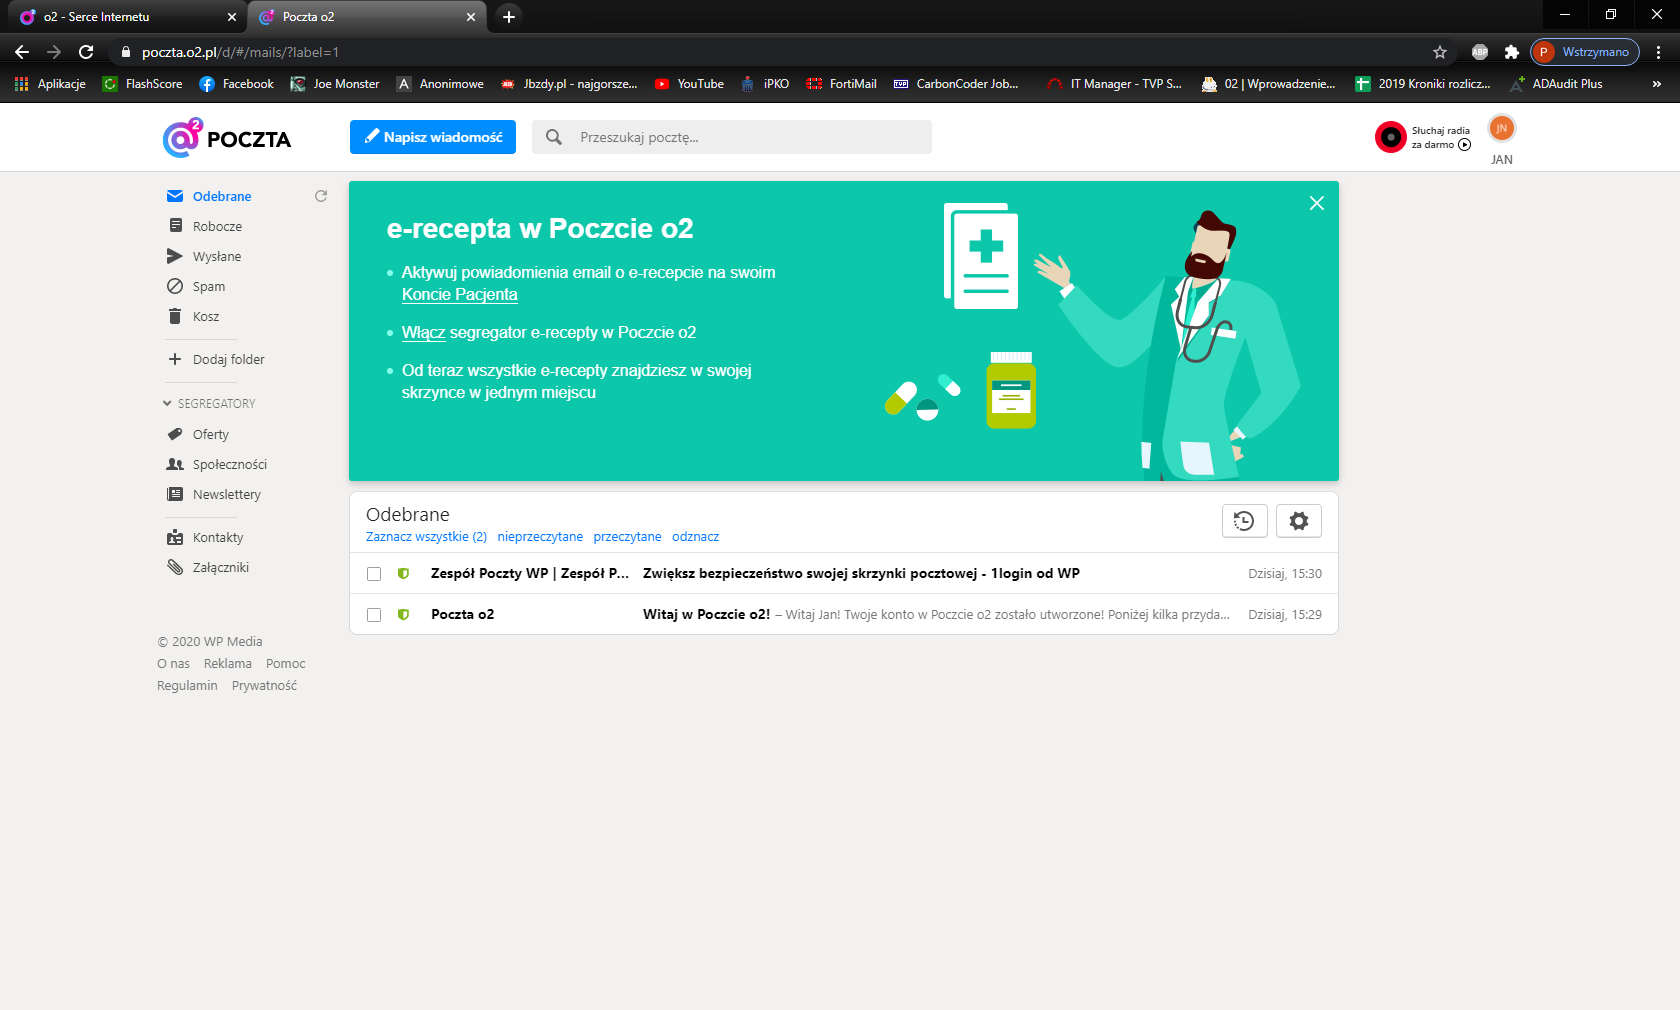 o2 - Serce Internetu
Poczta o2
poczta.o2.pl/d/#/mails/?label=1
ABP
P Wstrzymano
Aplikacje
FlashScore
Facebook
Joe Monster
A Anonimowe
Jbzdy.pl - najgorsze...
YouTube
iPKO
FortiMail
CarbonCoder Job...
IT Manager - TVP S...
02 | Wprowadzenie...
2019 Kroniki rozlicz...
ADAudit Plus
»
@2 POCZTA
Napisz wiadomość
Przeszukaj pocztę...
Słuchaj radia
za darmo
JN
JAN
Odebrane
Robocze
Wysłane
Spam
Kosz
Dodaj folder
SEGREGATORY
Oferty
Społeczności
Newslettery
Kontakty
Załączniki
© 2020 WP Media
O nas Reklama Pomoc
Regulamin Prywatność
e-recepta w Poczcie o2
• Aktywuj powiadomienia email o e-recepcie na swoim
Koncie Pacjenta
• Włącz segregator e-recepty w Poczcie o2
• Od teraz wszystkie e-recepty znajdziesz w swojej
skrzynce w jednym miejscu
Odebrane
Zaznacz wszystkie (2) nieprzeczytane przeczytane odznacz
Zespół Poczty WP | Zespół P... Zwiększ bezpieczeństwo swojej skrzynki pocztowej - 1login od WP Dzisiaj, 15:30
Poczta o2 Witaj w Poczcie o2! – Witaj Jan! Twoje konto w Poczcie o2 zostało utworzone! Poniżej kilka przyda... Dzisiaj, 15:29